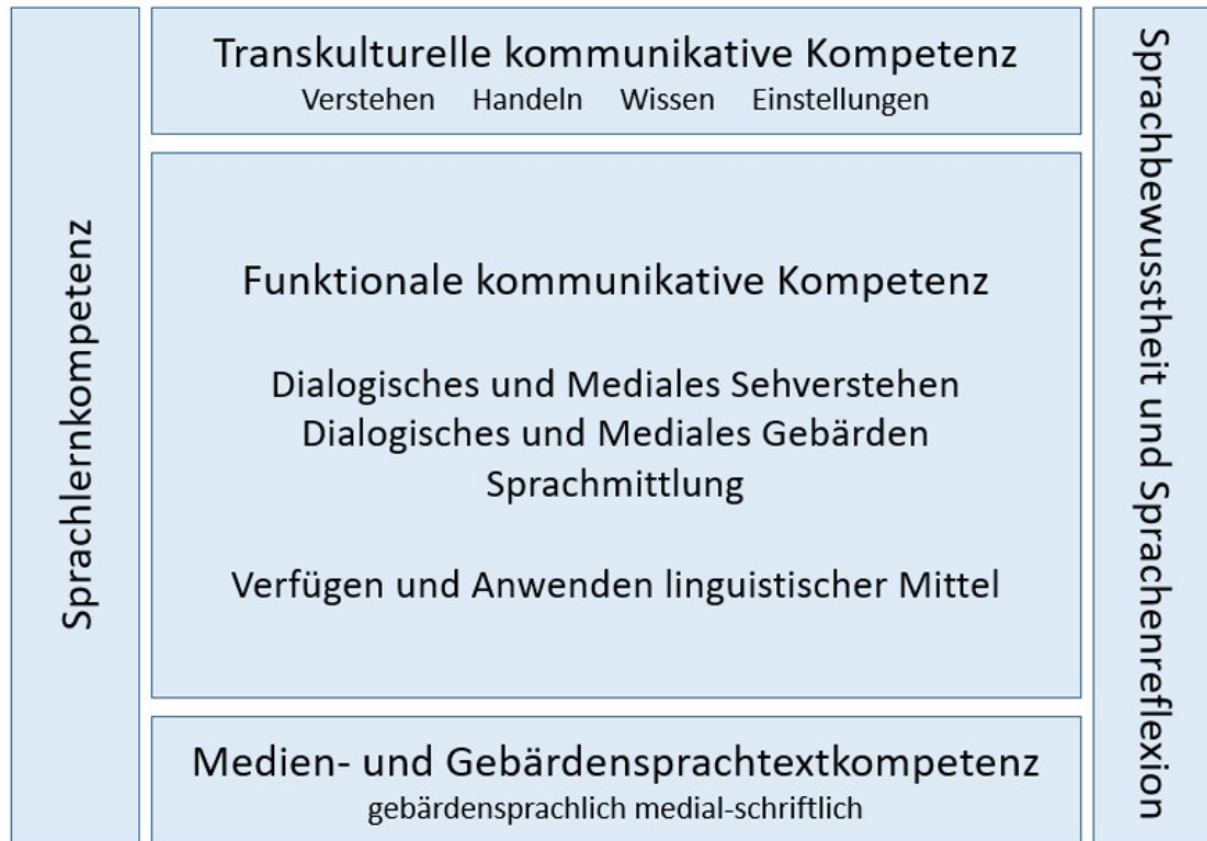 Sprachlernkompetenz
Transkulturelle kommunikative Kompetenz
Verstehen Handeln Wissen Einstellungen
Funktionale kommunikative Kompetenz
Dialogisches und Mediales Sehverstehen
Dialogisches und Mediales Gebärden
Sprachmittlung
Verfügen und Anwenden linguistischer Mittel
Medien- und Gebärdensprachtextkompetenz
gebärdensprachlich medial-schriftlich
Sprachbewusstheit und Sprachenreflexion